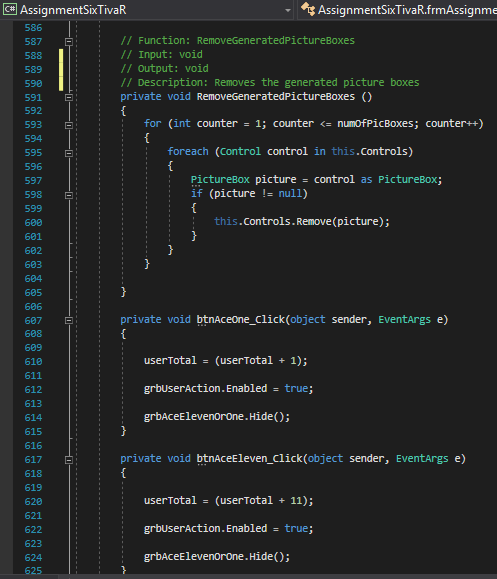 AssignmentSixTivaR
AssignmentSixTivaR.frmAssignme
586
587 // Function: RemoveGeneratedPictureBoxes
588 // Input: void
589 // Output: void
590 // Description: Removes the generated picture boxes
591 private void RemoveGeneratedPictureBoxes ()
592 {
593 for (int counter = 1; counter <= numOfPicBoxes; counter++)
594 {
595 foreach (Control control in this.Controls)
596 {
597 PictureBox picture = control as PictureBox;
598 if (picture != null)
599 {
600 this.Controls.Remove(picture);
601 }
602 }
603 }
604
605 }
606
607 private void btnAceOne_Click(object sender, EventArgs e)
608 {
609
610 userTotal = (userTotal + 1);
611
612 grbUserAction.Enabled = true;
613
614 grbAceElevenOrOne.Hide();
615 }
616
617 private void btnAceEleven_Click(object sender, EventArgs e)
618 {
619
620 userTotal = (userTotal + 11);
621
622 grbUserAction.Enabled = true;
623
624 grbAceElevenOrOne.Hide();
625 }